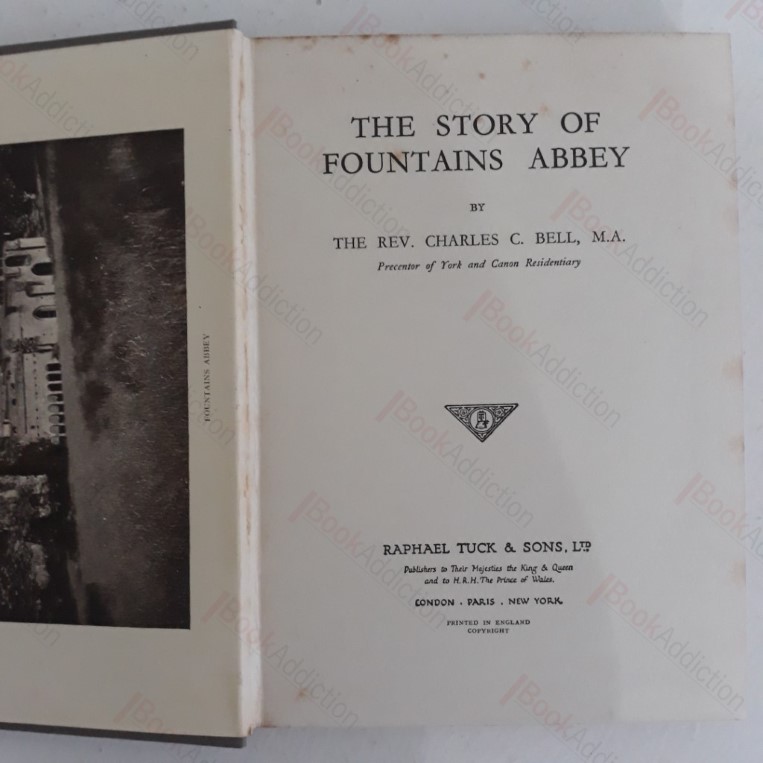 FOUNTAINS ABBEY
THE STORY OF
FOUNTAINS ABBEY
BY
THE REV. CHARLES C. BELL, M.A.
Precentor of York and Canon Residentiary
RAPHAEL TUCK & SONS, LTD
Publishers to Their Majesties the King & Queen
and to H.R.H. The Prince of Wales.
LONDON . PARIS . NEW YORK
PRINTED IN ENGLAND
COPYRIGHT
BookAddiction